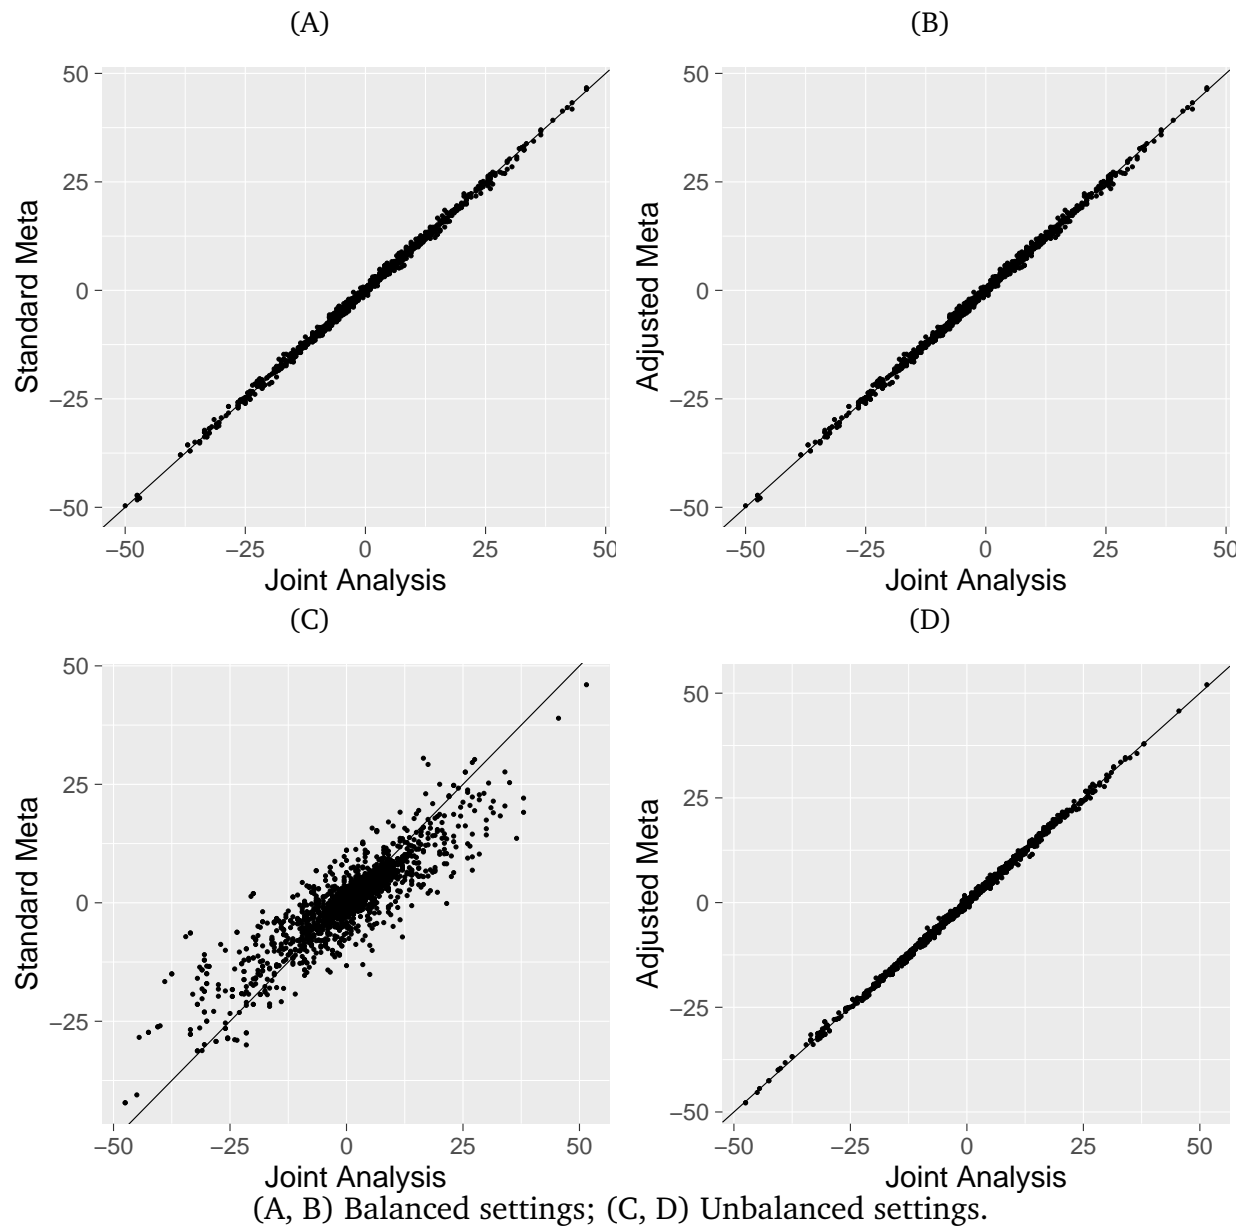 (A)
(B)
50
25
0
−25
−50
Standard Meta
−50 −25 0 25 50
Joint Analysis
50
25
0
−25
−50
Adjusted Meta
−50 −25 0 25 50
Joint Analysis
(C)
(D)
50
25
0
−25
Standard Meta
−50 −25 0 25 50
Joint Analysis
50
25
0
−25
−50
Adjusted Meta
−50 −25 0 25 50
Joint Analysis
(A, B) Balanced settings; (C, D) Unbalanced settings.